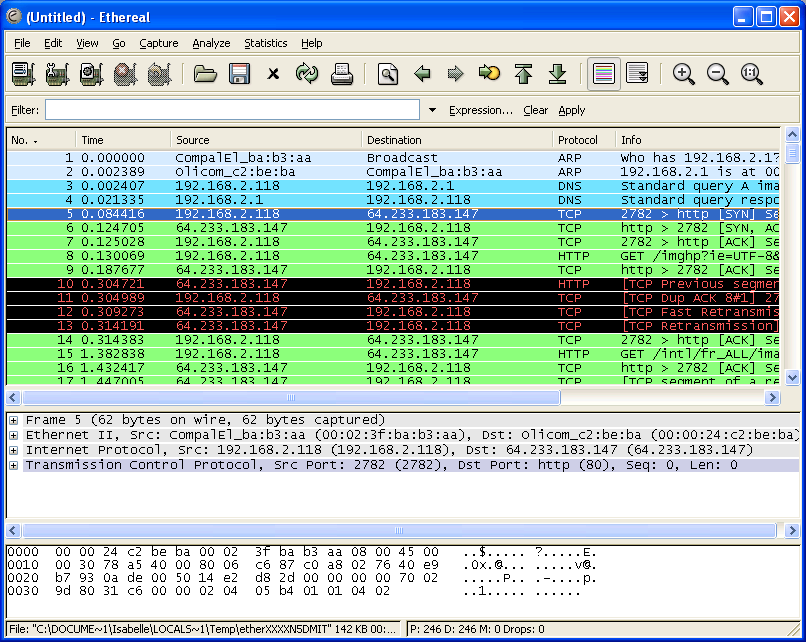 (Untitled) - Ethereal
File Edit View Go Capture Analyze Statistics Help
Filter: Expression... Clear Apply
No. . Time Source Destination Protocol Info
1 0.000000 CompalEl_ba:b3:aa Broadcast ARP Who has 192.168.2.1?
2 0.002389 Olicom_c2:be:ba CompalEl_ba:b3:aa ARP 192.168.2.1 is at 00
3 0.002407 192.168.2.118 192.168.2.1 DNS Standard query A ima
4 0.021335 192.168.2.1 192.168.2.118 DNS Standard query respo
5 0.084416 192.168.2.118 64.233.183.147 TCP 2782 > http [SYN] Se
6 0.124705 64.233.183.147 192.168.2.118 TCP http > 2782 [SYN, AC
7 0.125028 192.168.2.118 64.233.183.147 TCP 2782 > http [ACK] Se
8 0.130069 192.168.2.118 64.233.183.147 HTTP GET /imghp?ie=UTF-8&
9 0.187677 64.233.183.147 192.168.2.118 TCP http > 2782 [ACK] Se
10 0.304721 64.233.183.147 192.168.2.118 HTTP [TCP Previous segmen
11 0.304989 192.168.2.118 64.233.183.147 TCP [TCP Dup ACK 8#1] 27
12 0.309273 64.233.183.147 192.168.2.118 TCP [TCP Fast Retransmis
13 0.314191 64.233.183.147 192.168.2.118 TCP [TCP Retransmission]
14 0.314383 192.168.2.118 64.233.183.147 TCP 2782 > http [ACK] Se
15 1.382838 192.168.2.118 64.233.183.147 HTTP GET /intl/fr_ALL/ima
16 1.432417 64.233.183.147 192.168.2.118 TCP http > 2782 [ACK] Se
17 1.447005 64.233.183.147 192.168.2.118 TCP [TCP segment of a re
Frame 5 (62 bytes on wire, 62 bytes captured)
Ethernet II, Src: CompalEl_ba:b3:aa (00:02:3f:ba:b3:aa), Dst: Olicom_c2:be:ba (00:00:24:c2:be:ba)
Internet Protocol, Src: 192.168.2.118 (192.168.2.118), Dst: 64.233.183.147 (64.233.183.147)
Transmission Control Protocol, Src Port: 2782 (2782), Dst Port: http (80), Seq: 0, Len: 0
0000 00 00 24 c2 be ba 00 02 3f ba b3 aa 08 00 45 00 ..$..... ?.....E.
0010 00 30 78 a5 40 00 80 06 c6 87 c0 a8 02 76 40 e9 .0x.@... .....v@.
0020 b7 93 0a de 00 50 14 e2 d8 2d 00 00 00 00 70 02 .....P.. .-....p.
0030 9d 80 31 c6 00 00 02 04 05 b4 01 01 04 02 ..1..... ......
File: "C:\DOCUME~1\Isabelle\LOCALS~1\Temp\etherXXXXN5DMIT" 142 KB 00:... P: 246 D: 246 M: 0 Drops: 0